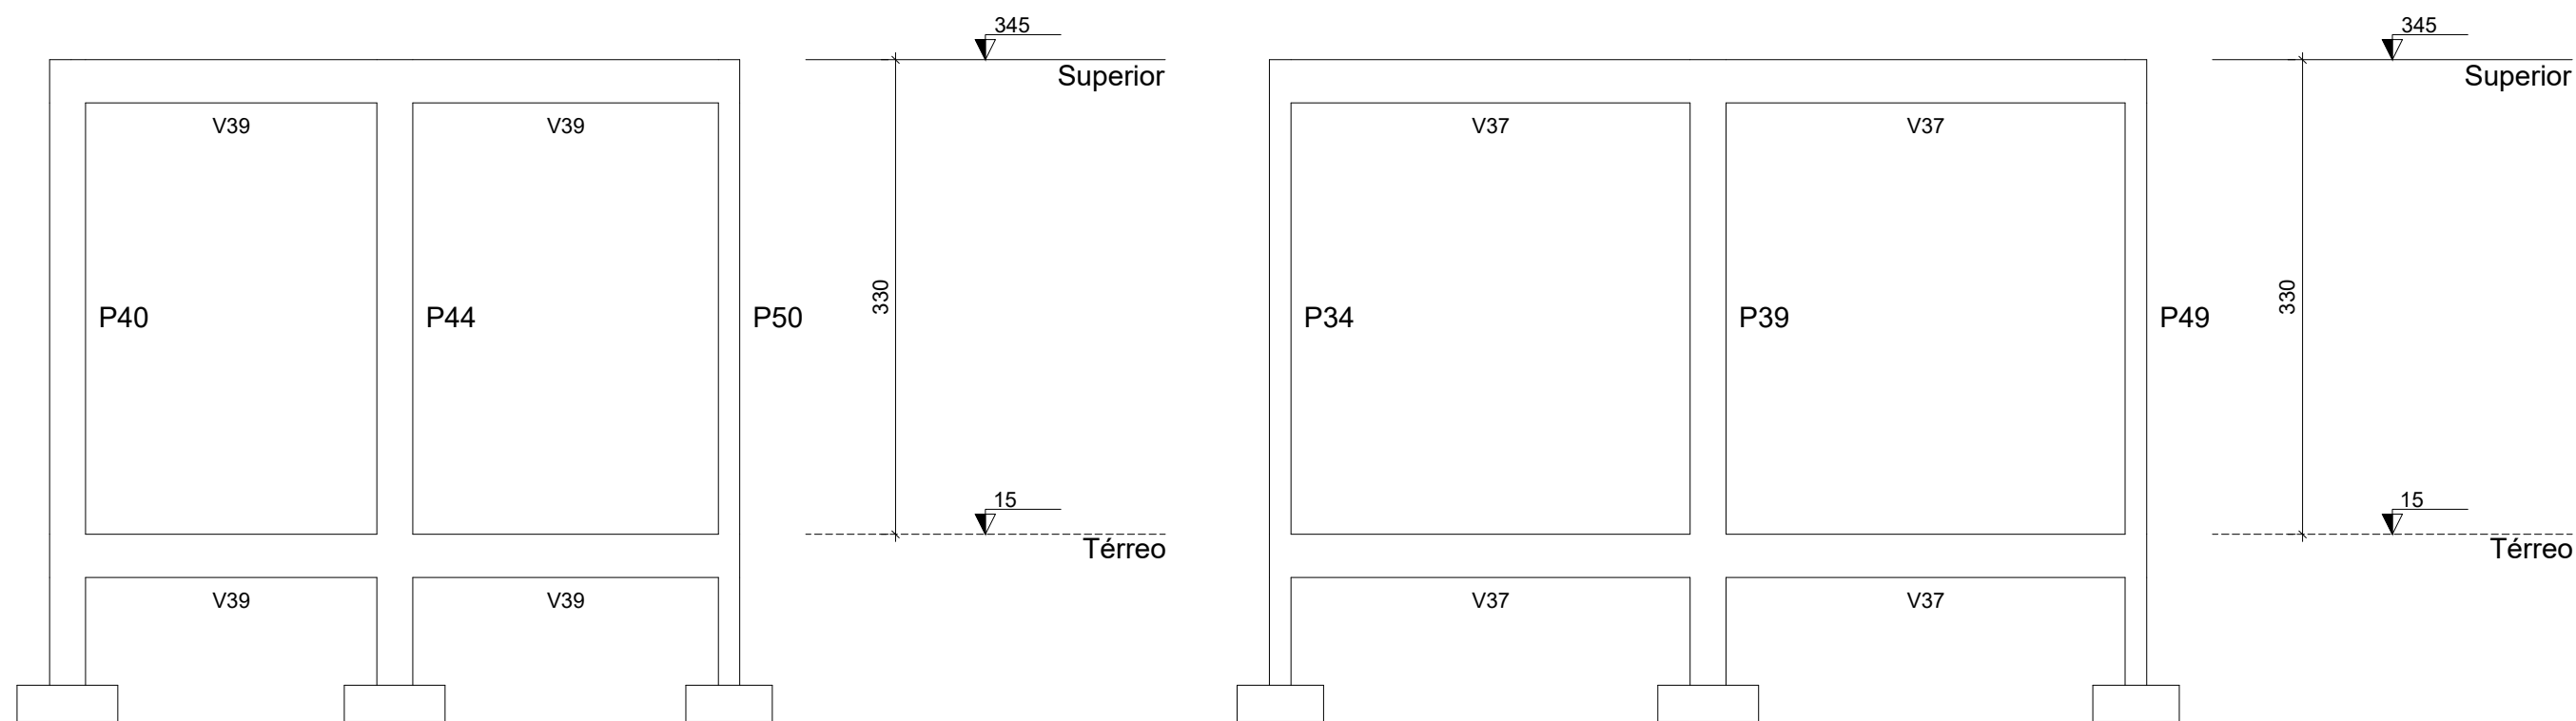 345
Superior
V39
V39
P40
P44
P50
330
15
Térreo
V39
V39
345
Superior
V37
V37
P34
P39
P49
330
15
Térreo
V37
V37